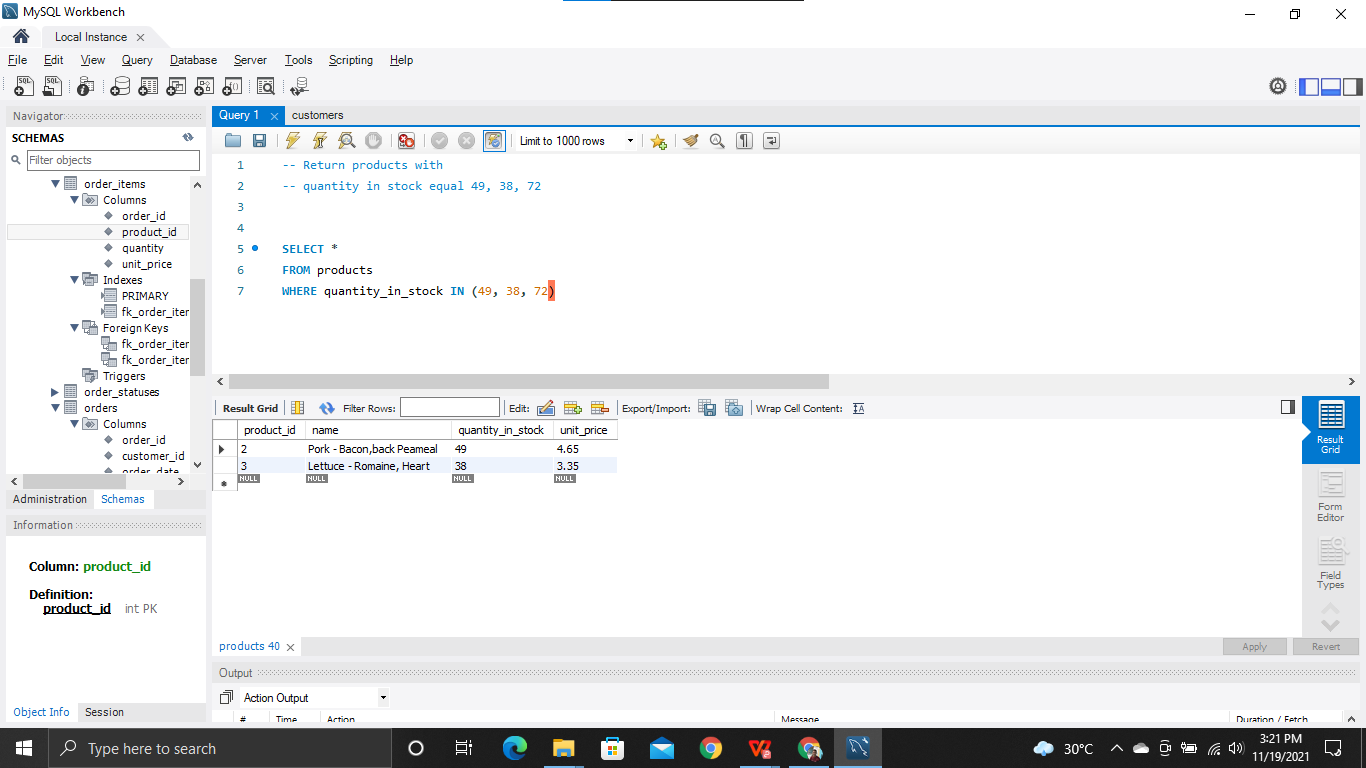 MySQL Workbench
Local Instance
File Edit View Query Database Server Tools Scripting Help
Navigator
SCHEMAS
Filter objects
order_items
Columns
order_id
product_id
quantity
unit_price
Indexes
PRIMARY
fk_order_iter
Foreign Keys
fk_order_iter
fk_order_iter
Triggers
order_statuses
orders
Columns
order_id
customer_id
order_date
Administration Schemas
Information
Column: product_id
Definition:
product_id int PK
Object Info Session
Query 1 customers
Limit to 1000 rows
1 -- Return products with
2 -- quantity in stock equal 49, 38, 72
3
4
5 SELECT *
6 FROM products
7 WHERE quantity_in_stock IN (49, 38, 72)
Result Grid Filter Rows: Edit: Export/Import: Wrap Cell Content:
product_id name quantity_in_stock unit_price
2 Pork - Bacon,back Peameal 49 4.65
3 Lettuce - Romaine, Heart 38 3.35
NULL NULL NULL NULL
Result
Grid
Form
Editor
Field
Types
products 40
Apply Revert
Output
Action Output
# Time Action Message Duration / Fetch
Type here to search
30°C
3:21 PM
11/19/2021